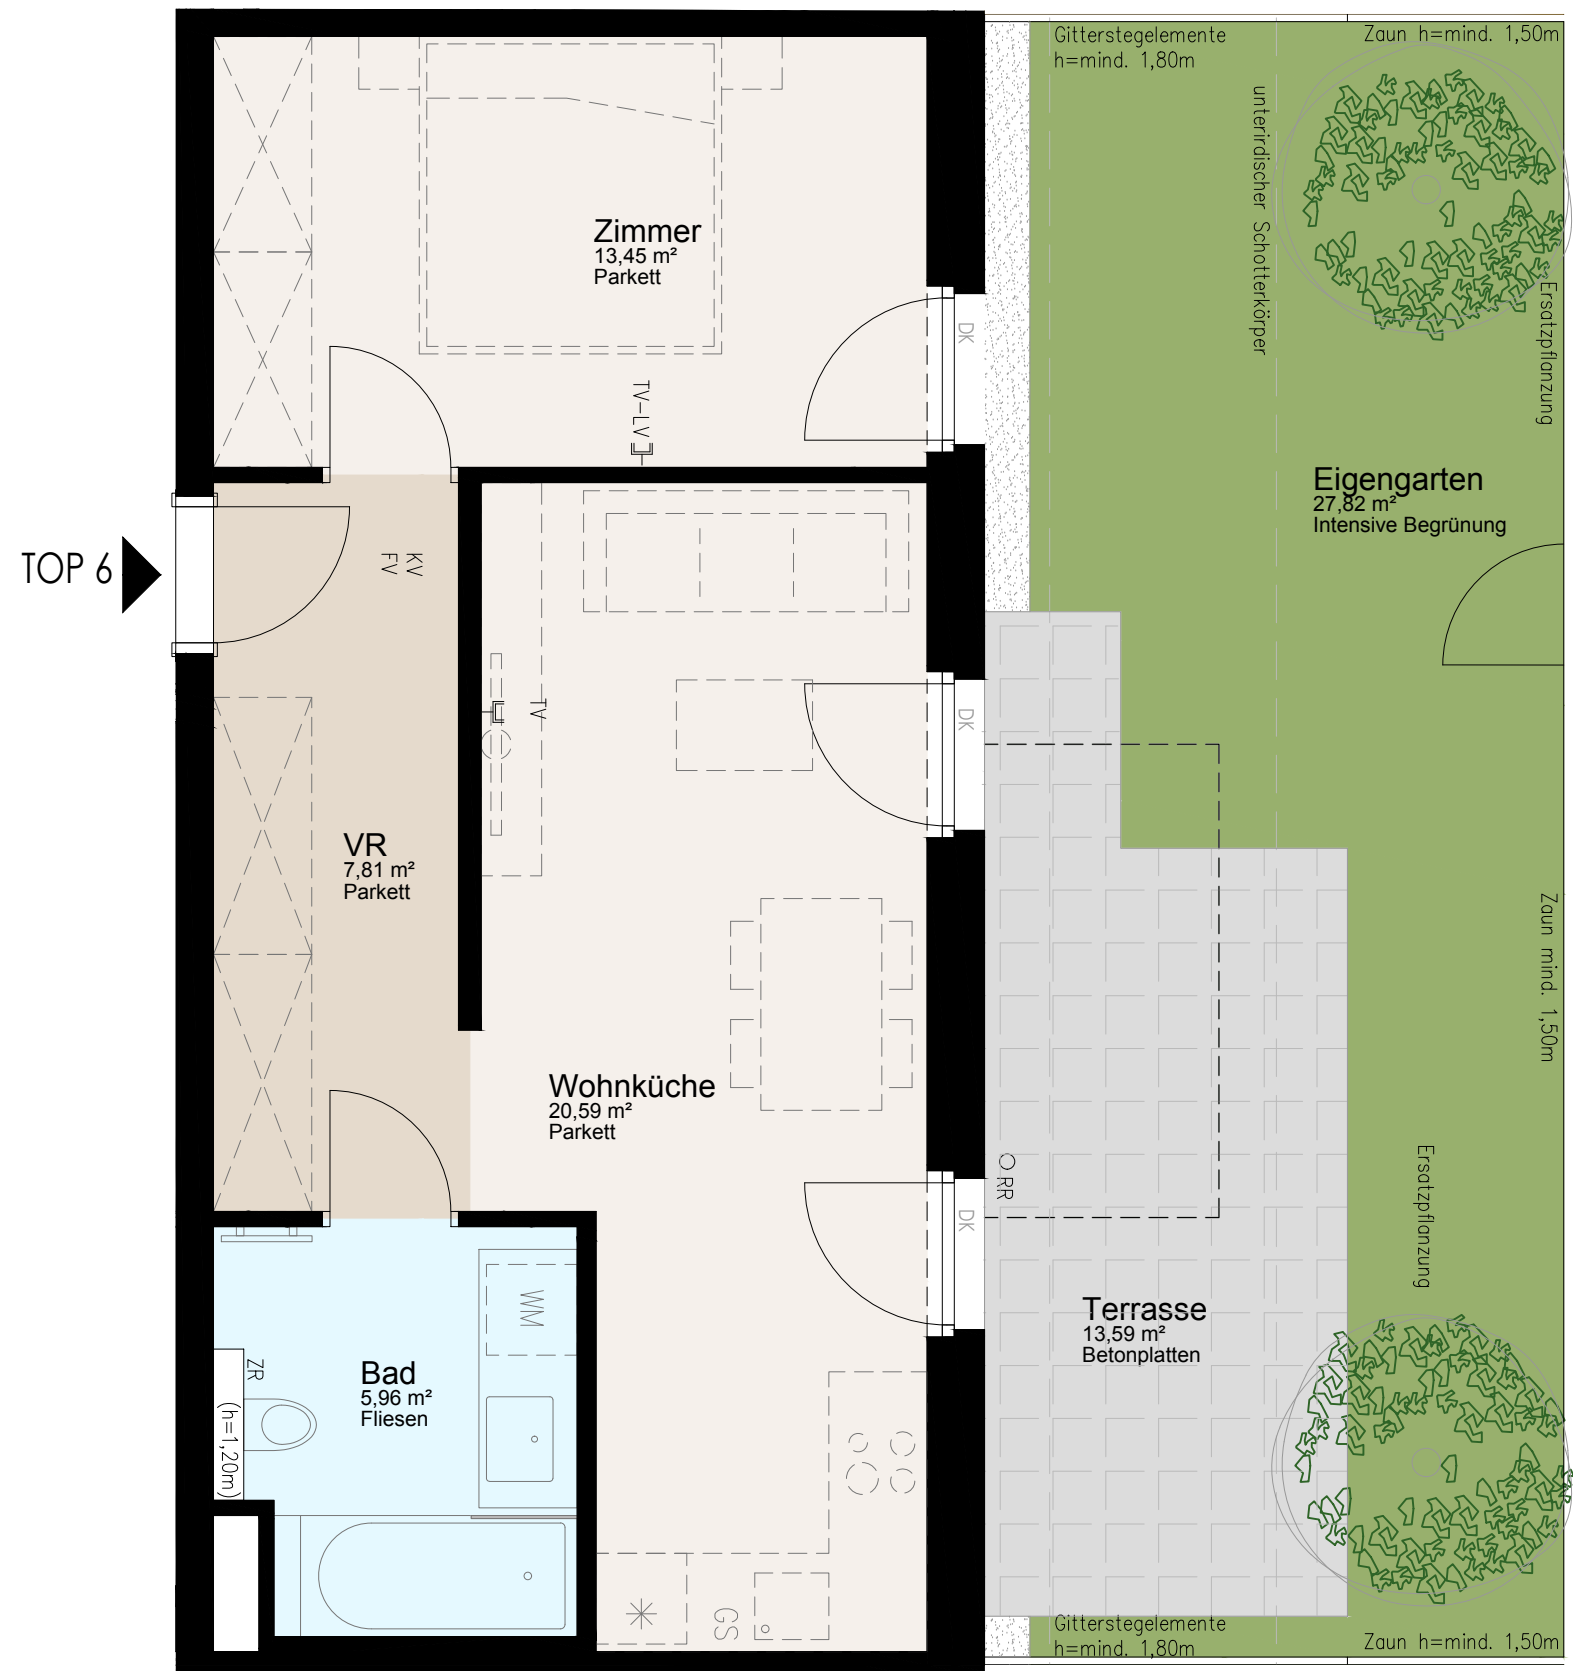 Gitterstegelemente
h=mind. 1,80m
Zaun h=mind. 1,50m
unterirdischer Schotterkörper
Ersatzpflanzung
Zimmer
13,45 m²
Parkett
DK
TV-LV
Eigengarten
27,82 m²
Intensive Begrünung
TOP 6
KV
FV
TV
DK
VR
7,81 m²
Parkett
Zaun mind. 1,50m
Wohnküche
20,59 m²
Parkett
RR
DK
Ersatzpflanzung
WM
Terrasse
13,59 m²
Betonplatten
ZR
(h=1,20m)
Bad
5,96 m²
Fliesen
GS
Gitterstegelemente
h=mind. 1,80m
Zaun h=mind. 1,50m